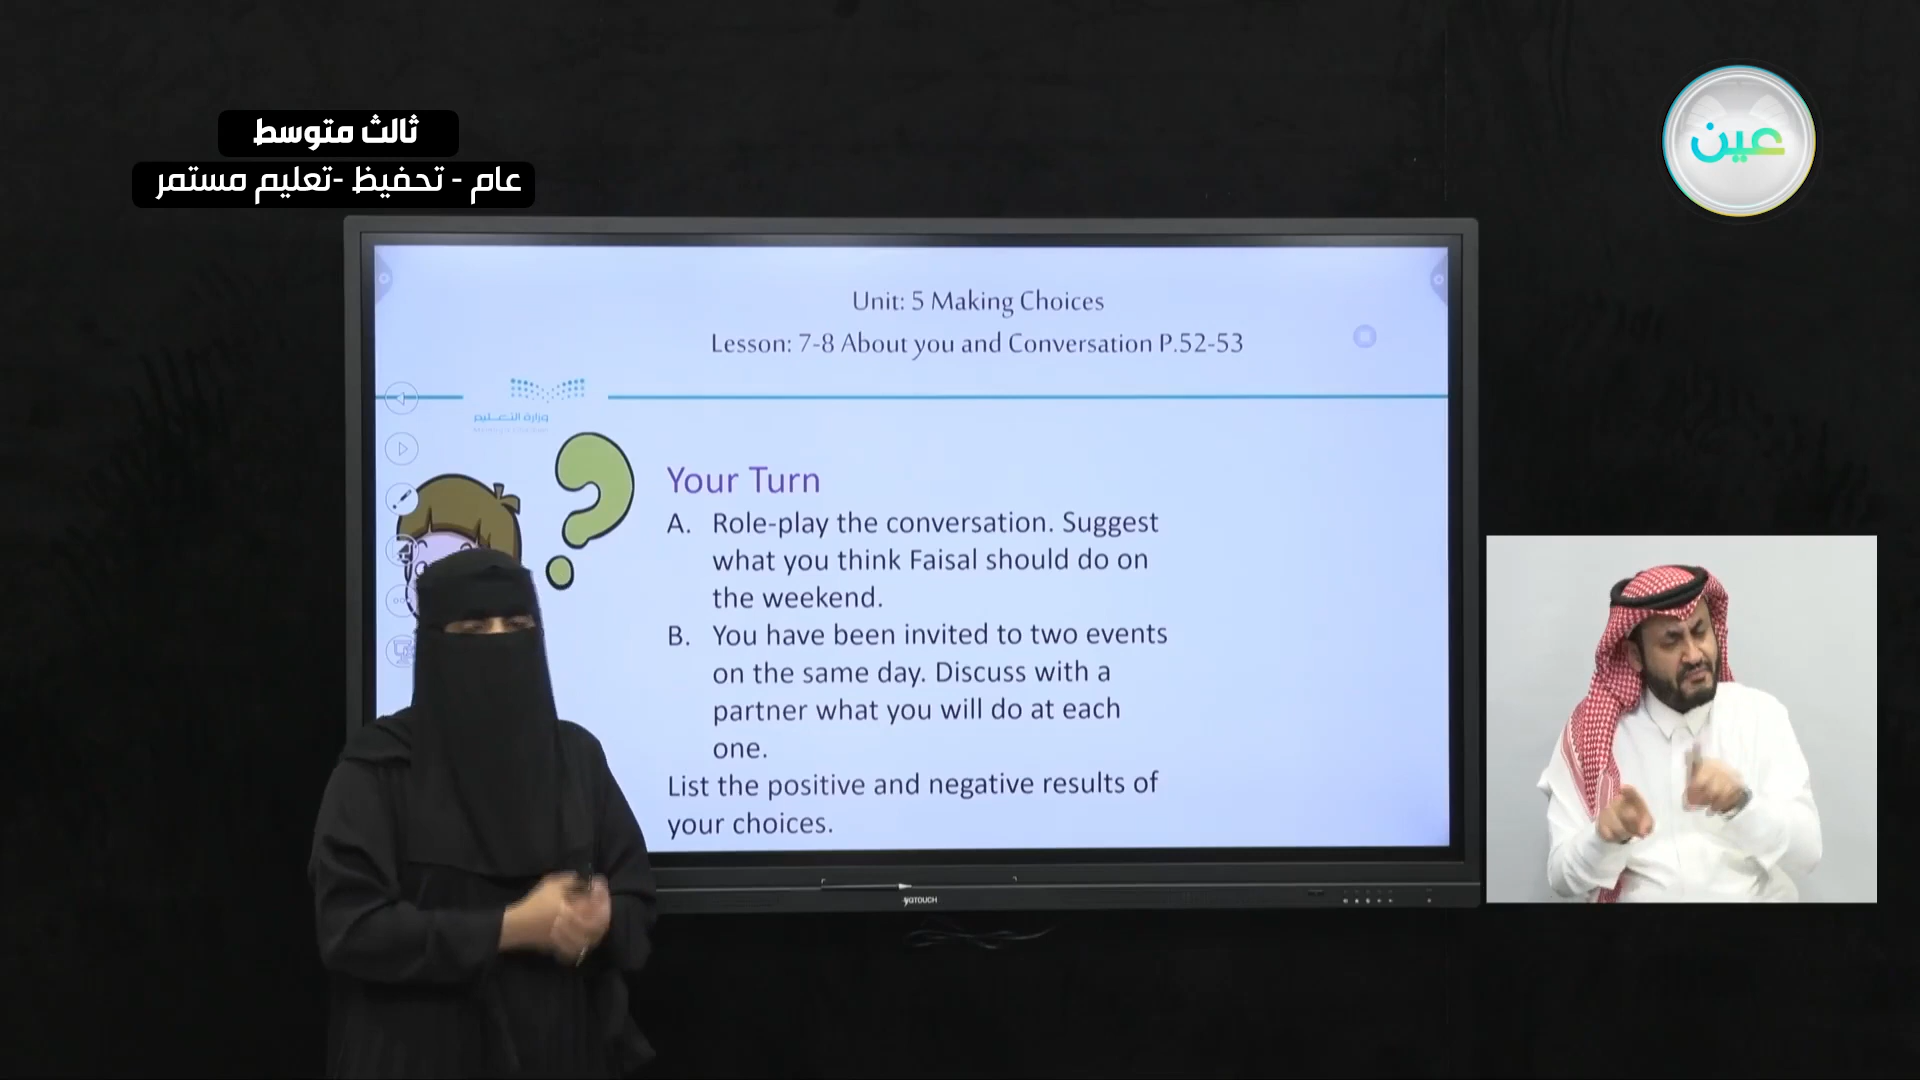 ثالث متوسط
عام - تحفيظ -تعليم مستمر
عين
Unit: 5 Making Choices
Lesson: 7-8 About you and Conversation P.52-53
وزارة التعليم
Your Turn
A. Role-play the conversation. Suggest
what you think Faisal should do on
the weekend.
B. You have been invited to two events
on the same day. Discuss with a
partner what you will do at each
one.
List the positive and negative results of
your choices.